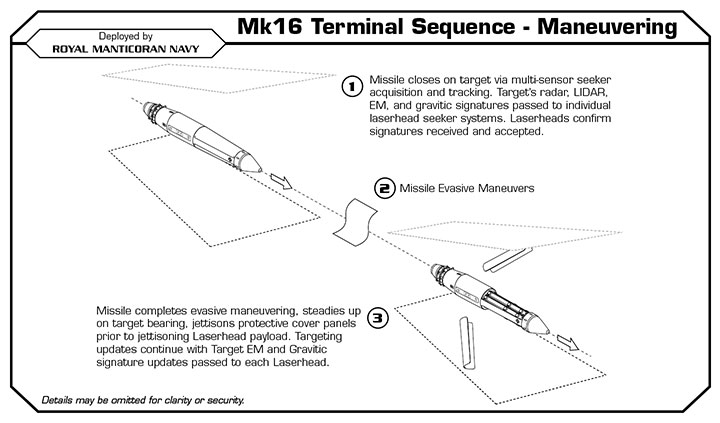 Mk16 Terminal Sequence - Maneuvering
Deployed by
ROYAL MANTICORAN NAVY
1
Missile closes on target via multi-sensor seeker
acquisition and tracking. Target's radar, LIDAR,
EM, and gravitic signatures passed to individual
laserhead seeker systems. Laserheads confirm
signatures received and accepted.
2 Missile Evasive Maneuvers
Missile completes evasive maneuvering, steadies up
on target bearing, jettisons protective cover panels
prior to jettisoning Laserhead payload. Targeting
updates continue with Target EM and Gravitic
signature updates passed to each Laserhead.
3
Details may be omitted for clarity or security.